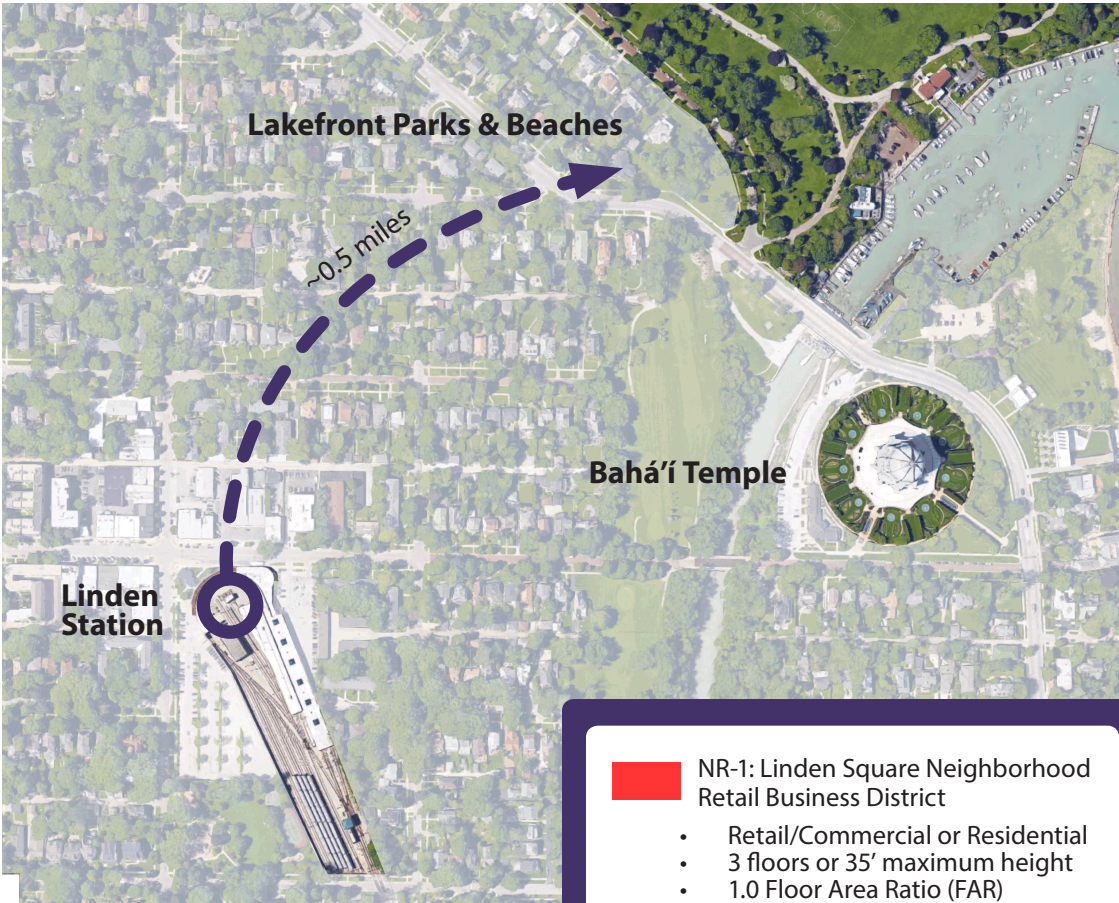 Lakefront Parks & Beaches
~0.5 miles
Bahá’í Temple
Linden
Station
NR-1: Linden Square Neighborhood
Retail Business District
• Retail/Commercial or Residential
• 3 floors or 35’ maximum height
• 1.0 Floor Area Ratio (FAR)